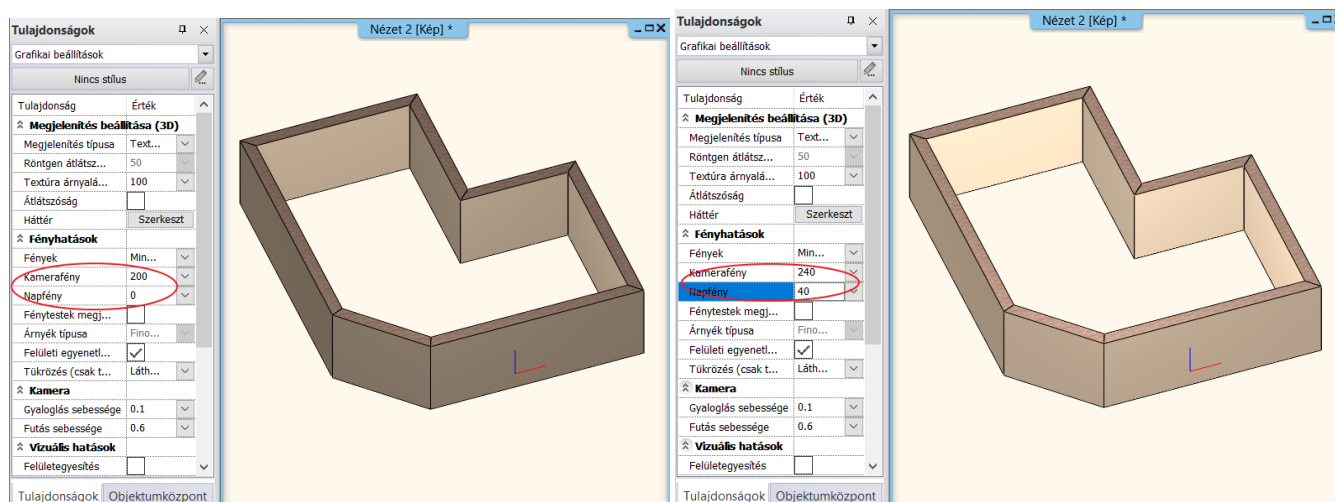 Tulajdonságok
Grafikai beállítások
Nincs stílus
Tulajdonság Érték
Megjelenítés beállítása (3D)
Megjelenítés típusa Text...
Röntgen átlátsz... 50
Textúra árnyalá... 100
Átlátszóság
Háttér Szerkeszt
Fényhatások
Fények Min...
Kamerafény 200
Napfény 0
Fénytestek megj...
Árnyék típusa Fino...
Felületi egyenetl...
Tükrözés (csak t... Láth...
Kamera
Gyaloglás sebessége 0.1
Futás sebessége 0.6
Vizuális hatások
Felületegyesítés
Tulajdonságok Objektumközpont
Nézet 2 [Kép] *
Tulajdonságok
Grafikai beállítások
Nincs stílus
Tulajdonság Érték
Megjelenítés beállítása (3D)
Megjelenítés típusa Text...
Röntgen átlátsz... 50
Textúra árnyalá... 100
Átlátszóság
Háttér Szerkeszt
Fényhatások
Fények Min...
Kamerafény 240
Napfény 40
Fénytestek megj...
Árnyék típusa Fino...
Felületi egyenetl...
Tükrözés (csak t... Láth...
Kamera
Gyaloglás sebessége 0.1
Futás sebessége 0.6
Vizuális hatások
Felületegyesítés
Tulajdonságok Objektumközpont
Nézet 2 [Kép] *